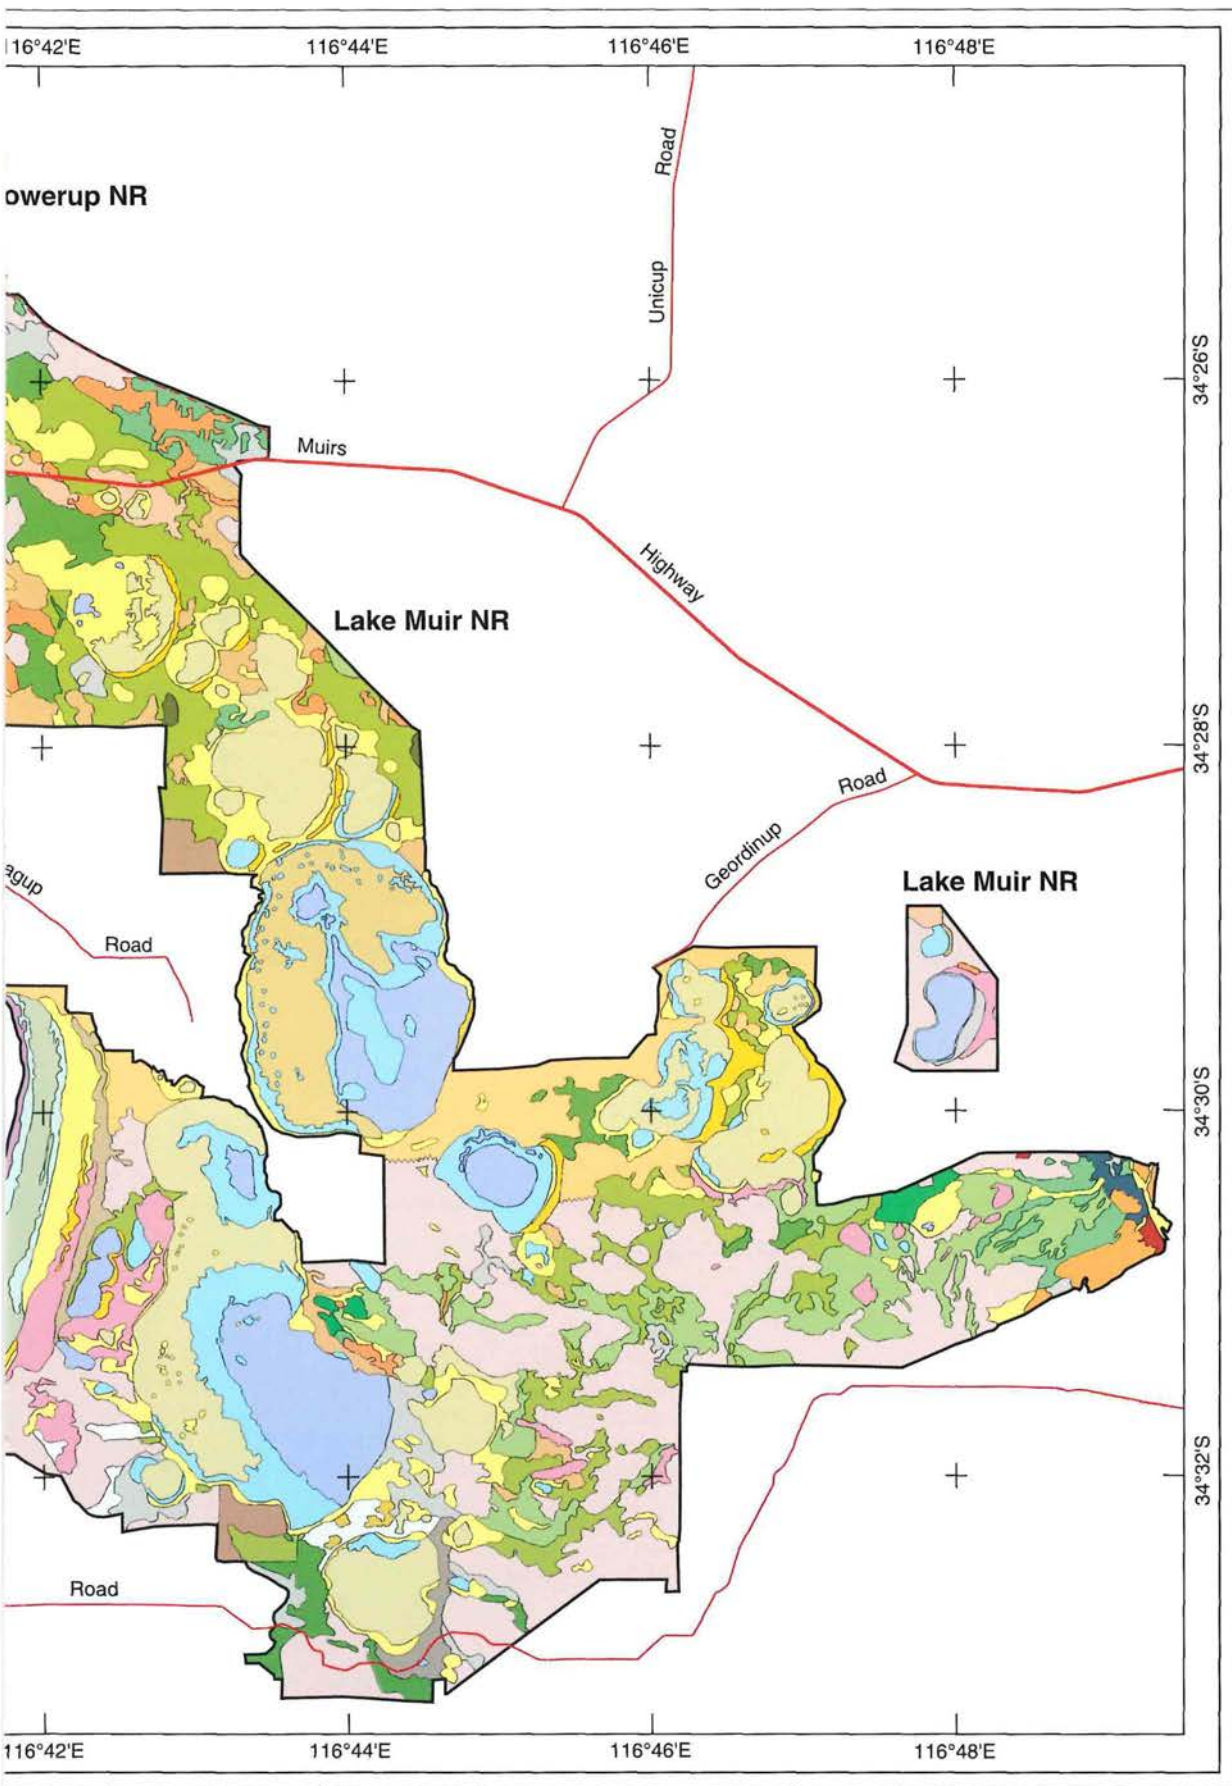 116°42'E 116°44'E 116°46'E 116°48'E
Road
owerup NR
Unicup
34°26'S
Muirs
Highway
Lake Muir NR
34°28'S
Road
Geordinup
agup
Lake Muir NR
Road
34°30'S
34°32'S
Road
116°42'E 116°44'E 116°46'E 116°48'E